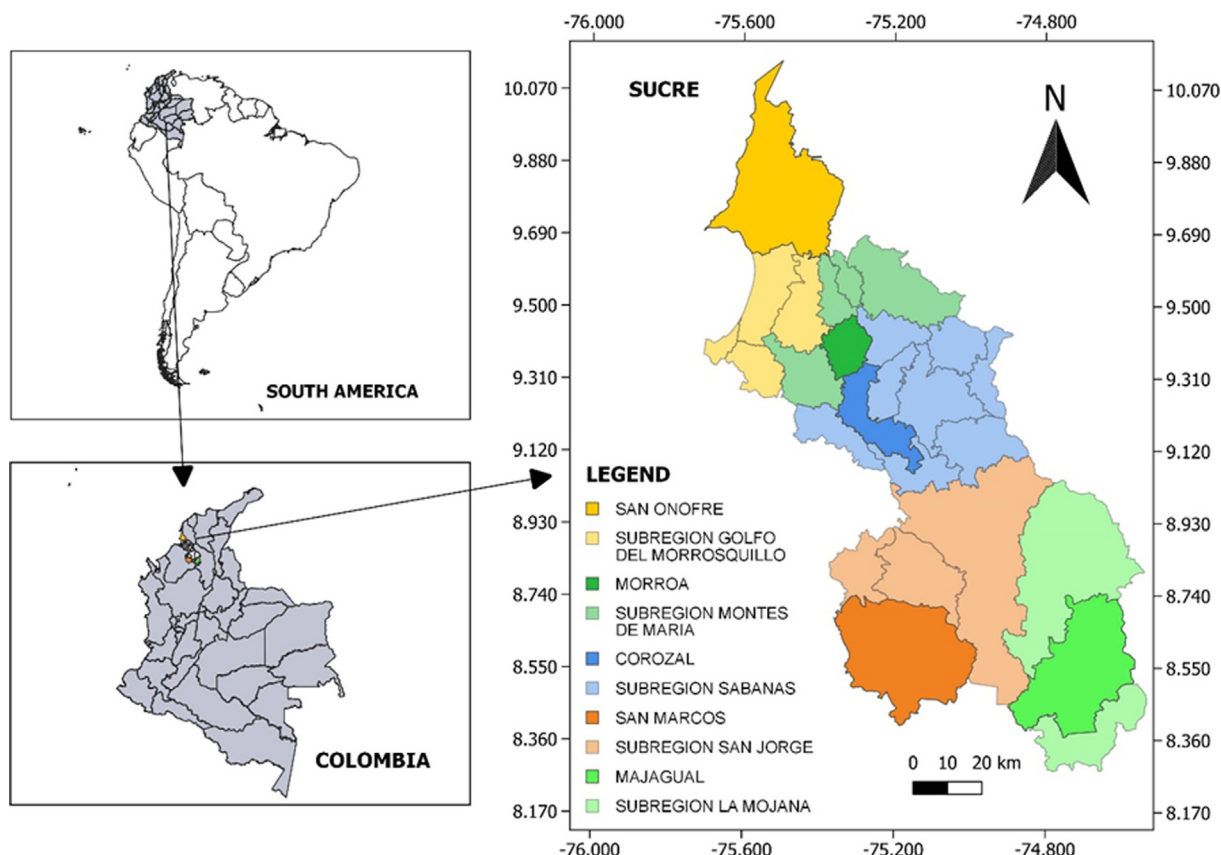 SOUTH AMERICA
COLOMBIA
-76.000 -75.600 -75.200 -74.800
SUCRE
N
10.070 10.070
9.880 9.880
9.690 9.690
9.500 9.500
9.310 9.310
9.120 9.120
8.930 8.930
8.740 8.740
8.550 8.550
8.360 8.360
8.170 8.170
LEGEND
SAN ONOFRE
SUBREGION GOLFO
DEL MORROSQUILLO
MORROA
SUBREGION MONTES
DE MARIA
COROZAL
SUBREGION SABANAS
SAN MARCOS
SUBREGION SAN JORGE
MAJAGUAL
SUBREGION LA MOJANA
0 10 20 km
-76.000 -75.600 -75.200 -74.800